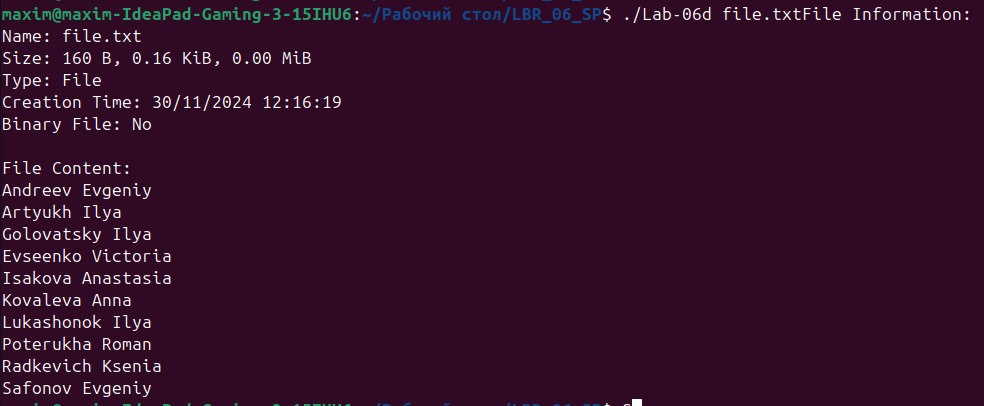 maxim@maxim-IdeaPad-Gaming-3-15IHU6:~/Рабочий стол/LBR_06_SP$ ./Lab-06d file.txtFile Information:
Name: file.txt
Size: 160 B, 0.16 KiB, 0.00 MiB
Type: File
Creation Time: 30/11/2024 12:16:19
Binary File: No

File Content:
Andreev Evgeniy
Artyukh Ilya
Golovatsky Ilya
Evseenko Victoria
Isakova Anastasia
Kovaleva Anna
Lukashonok Ilya
Poterukha Roman
Radkevich Ksenia
Safonov Evgeniy